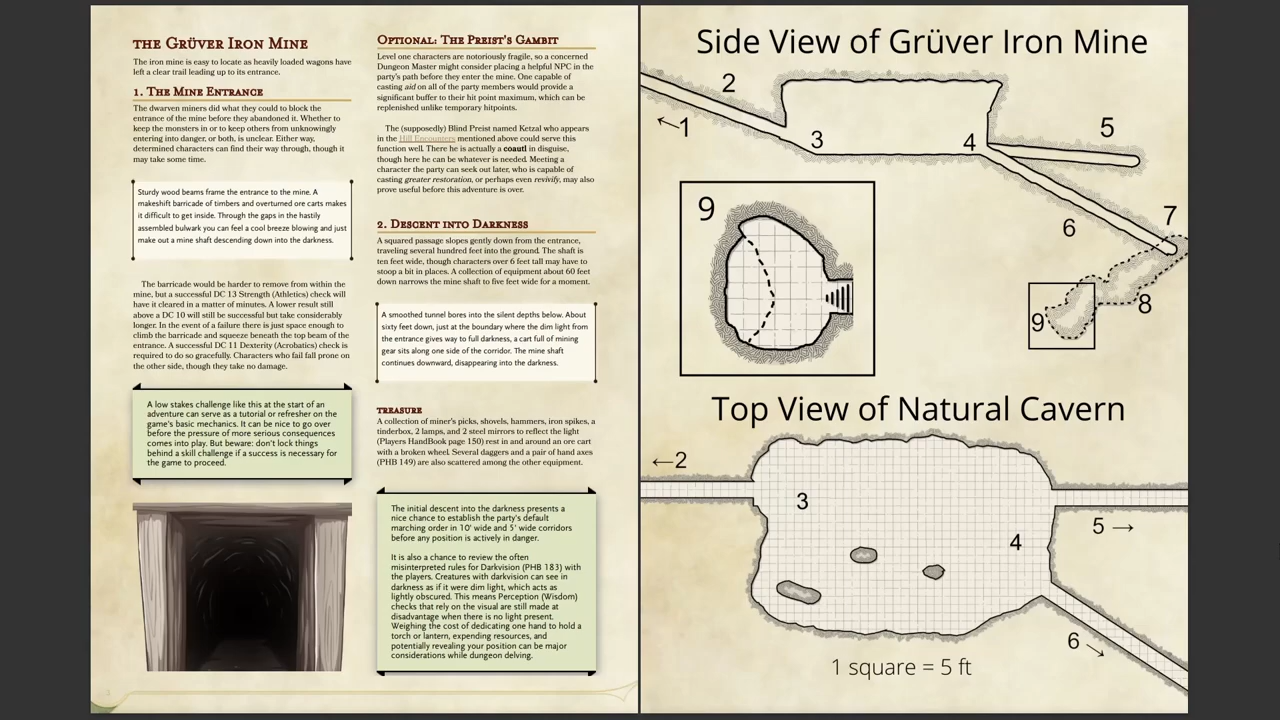 the Grüver Iron Mine
The iron mine is easy to locate as heavily loaded wagons have
left a clear trail leading up to its entrance.
1. The Mine Entrance
The dwarven miners did what they could to block the
entrance of the mine before they abandoned it. Whether to
keep the monsters in or to keep others from unknowingly
entering into danger, or both, is unclear. Either way,
determined characters can find their way through, though it
may take some time.
Sturdy wood beams frame the entrance to the mine. A
makeshift barricade of timbers and overturned ore carts makes
it difficult to get inside. Through the gaps in the hastily
assembled bulwark you can feel a cool breeze blowing and just
make out a mine shaft descending down into the darkness.
The barricade would be harder to remove from within the
mine, but a successful DC 13 Strength (Athletics) check will
have it cleared in a matter of minutes. A lower result still
above a DC 10 will still be successful but take considerably
longer. In the event of a failure there is just space enough to
climb the barricade and squeeze beneath the top beam of the
entrance. A successful DC 11 Dexterity (Acrobatics) check is
required to do so gracefully. Characters who fail fall prone on
the other side, though they take no damage.
A low stakes challenge like this at the start of an
adventure can serve as a tutorial or refresher on the
game's basic mechanics. It can be nice to go over
before the pressure of more serious consequences
comes into play. But beware: don't lock things
behind a skill challenge if a success is necessary for
the game to proceed.
Optional: The Preist's Gambit
Level one characters are notoriously fragile, so a concerned
Dungeon Master might consider placing a helpful NPC in the
party's path before they enter the mine. One capable of
casting aid on all of the party members would provide a
significant buffer to their hit point maximum, which can be
replenished unlike temporary hitpoints.
The (supposedly) Blind Preist named Ketzal who appears
in the Hill Encounters mentioned above could serve this
function well. There he is actually a coautl in disguise,
though here he can be whatever is needed. Meeting a
character the party can seek out later, who is capable of
casting greater restoration, or perhaps even revivify, may also
prove useful before this adventure is over.
2. Descent into Darkness
A squared passage slopes gently down from the entrance,
traveling several hundred feet into the ground. The shaft is
ten feet wide, though characters over 6 feet tall may have to
stoop a bit in places. A collection of equipment about 60 feet
down narrows the mine shaft to five feet wide for a moment.
A smoothed tunnel bores into the silent depths below. About
sixty feet down, just at the boundary where the dim light from
the entrance gives way to full darkness, a cart full of mining
gear sits along one side of the corridor. The mine shaft
continues downward, disappearing into the darkness.
treasure
A collection of miner's picks, shovels, hammers, iron spikes, a
tinderbox, 2 lamps, and 2 steel mirrors to reflect the light
(Players HandBook page 150) rest in and around an ore cart
with a broken wheel. Several daggers and a pair of hand axes
(PHB 149) are also scattered among the other equipment.
The initial descent into the darkness presents a
nice chance to establish the party's default
marching order in 10' wide and 5' wide corridors
before any position is actively in danger.
It is also a chance to review the often
misinterpreted rules for Darkvision (PHB 183) with
the players. Creatures with darkvision can see in
darkness as if it were dim light, which acts as
lightly obscured. This means Perception (Wisdom)
checks that rely on the visual are still made at
disadvantage when there is no light present.
Weighing the cost of dedicating one hand to hold a
torch or lantern, expending resources, and
potentially revealing your position can be major
considerations while dungeon delving.
Side View of Grüver Iron Mine
2
←1
3
4
5
6
7
8
9
9
Top View of Natural Cavern
←2
3
4
5 →
6 →
1 square = 5 ft